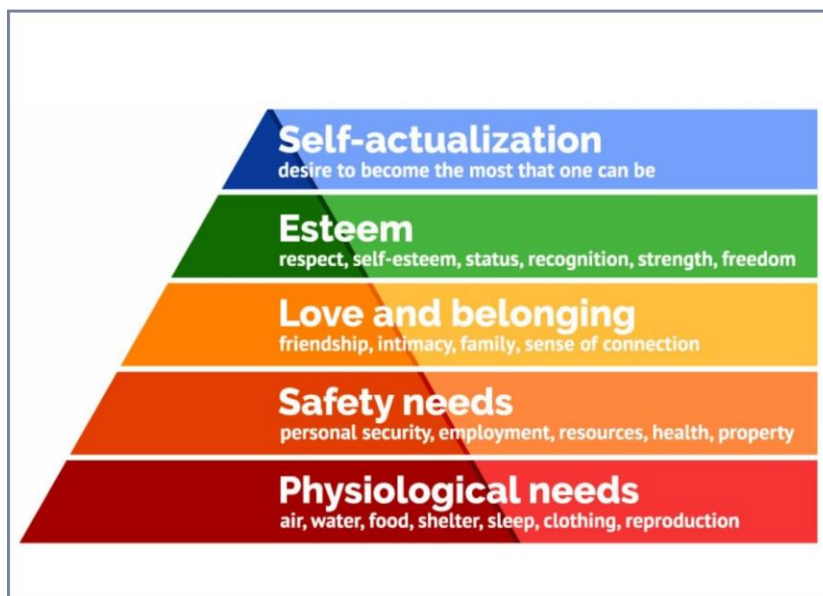 Self-actualization
desire to become the most that one can be
Esteem
respect, self-esteem, status, recognition, strength, freedom
Love and belonging
friendship, intimacy, family, sense of connection
Safety needs
personal security, employment, resources, health, property
Physiological needs
air, water, food, shelter, sleep, clothing, reproduction